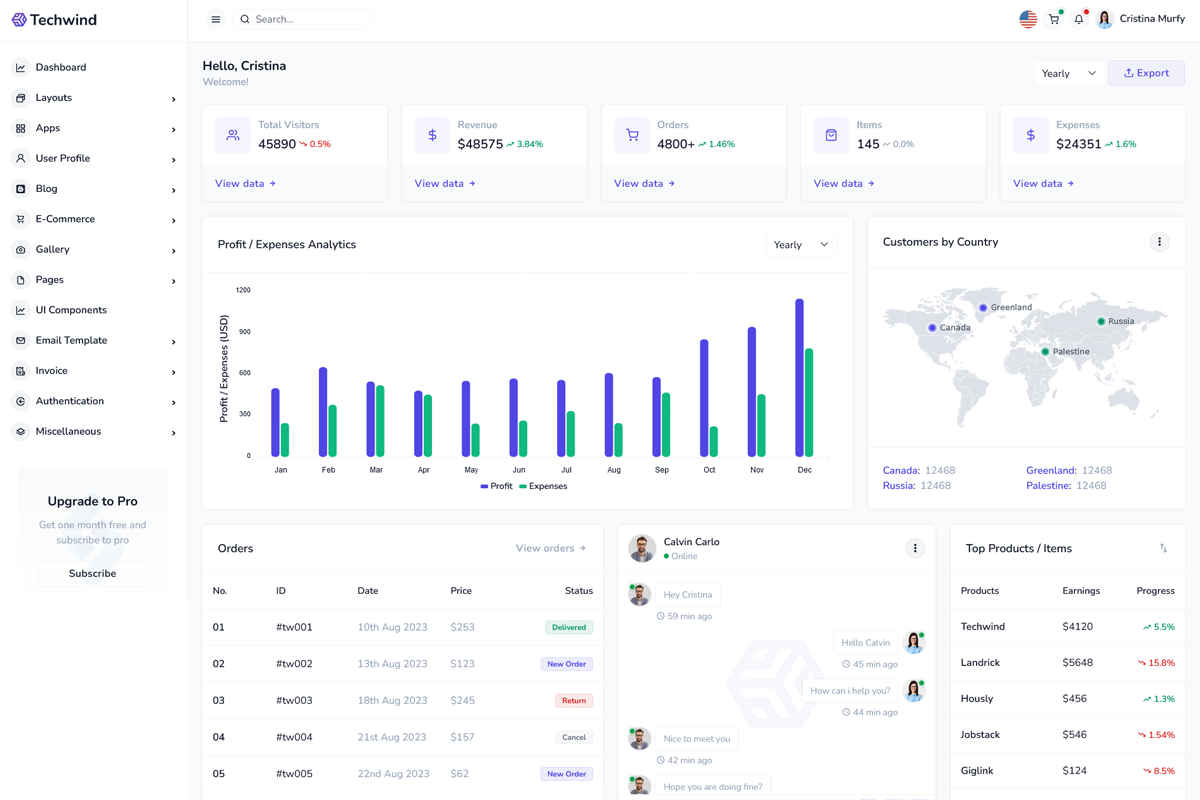 Techwind
Search...
Cristina Murfy
Dashboard
Layouts
Apps
User Profile
Blog
E-Commerce
Gallery
Pages
UI Components
Email Template
Invoice
Authentication
Miscellaneous
Upgrade to Pro
Get one month free and
subscribe to pro
Subscribe
Hello, Cristina
Welcome!
Yearly
Export
Total Visitors
45890 0.5%
View data
Revenue
$48575 3.84%
View data
Orders
4800+ 1.46%
View data
Items
145 0.0%
View data
Expenses
$24351 1.6%
View data
Profit / Expenses Analytics
Yearly
Profit / Expenses (USD)
1200
900
600
300
0
Jan Feb Mar Apr May Jun Jul Aug Sep Oct Nov Dec
Profit Expenses
Customers by Country
Greenland
Canada
Russia
Palestine
Canada: 12468 Greenland: 12468
Russia: 12468 Palestine: 12468
Orders View orders
No. ID Date Price Status
01 #tw001 10th Aug 2023 $253 Delivered
02 #tw002 13th Aug 2023 $123 New Order
03 #tw003 18th Aug 2023 $245 Return
04 #tw004 21st Aug 2023 $157 Cancel
05 #tw005 22nd Aug 2023 $62 New Order
Calvin Carlo
Online
Hey Cristina
59 min ago
Hello Calvin
45 min ago
How can i help you?
44 min ago
Nice to meet you
42 min ago
Hope you are doing fine?
Top Products / Items
Products Earnings Progress
Techwind $4120 5.5%
Landrick $5648 15.8%
Hously $456 1.3%
Jobstack $546 1.54%
Giglink $124 8.5%